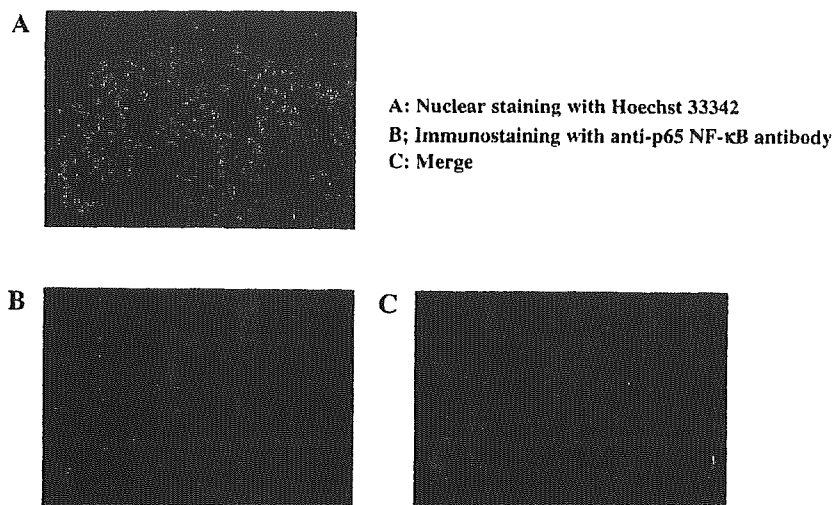 A
A: Nuclear staining with Hoechst 33342
B; Immunostaining with anti-p65 NF-κB antibody
C: Merge
B
C